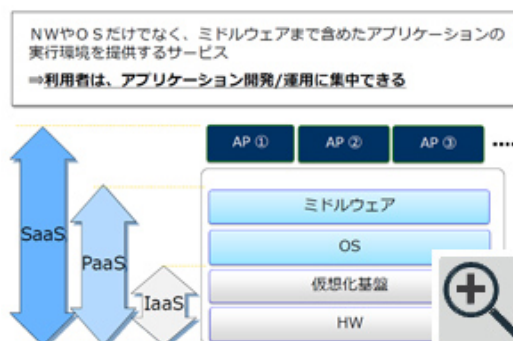 NWやOSだけでなく、ミドルウェアまで含めたアプリケーションの
実行環境を提供するサービス
⇒利用者は、アプリケーション開発/運用に集中できる
AP ①
AP ②
AP ③
‥‥
SaaS
PaaS
IaaS
ミドルウェア
OS
仮想化基盤
HW